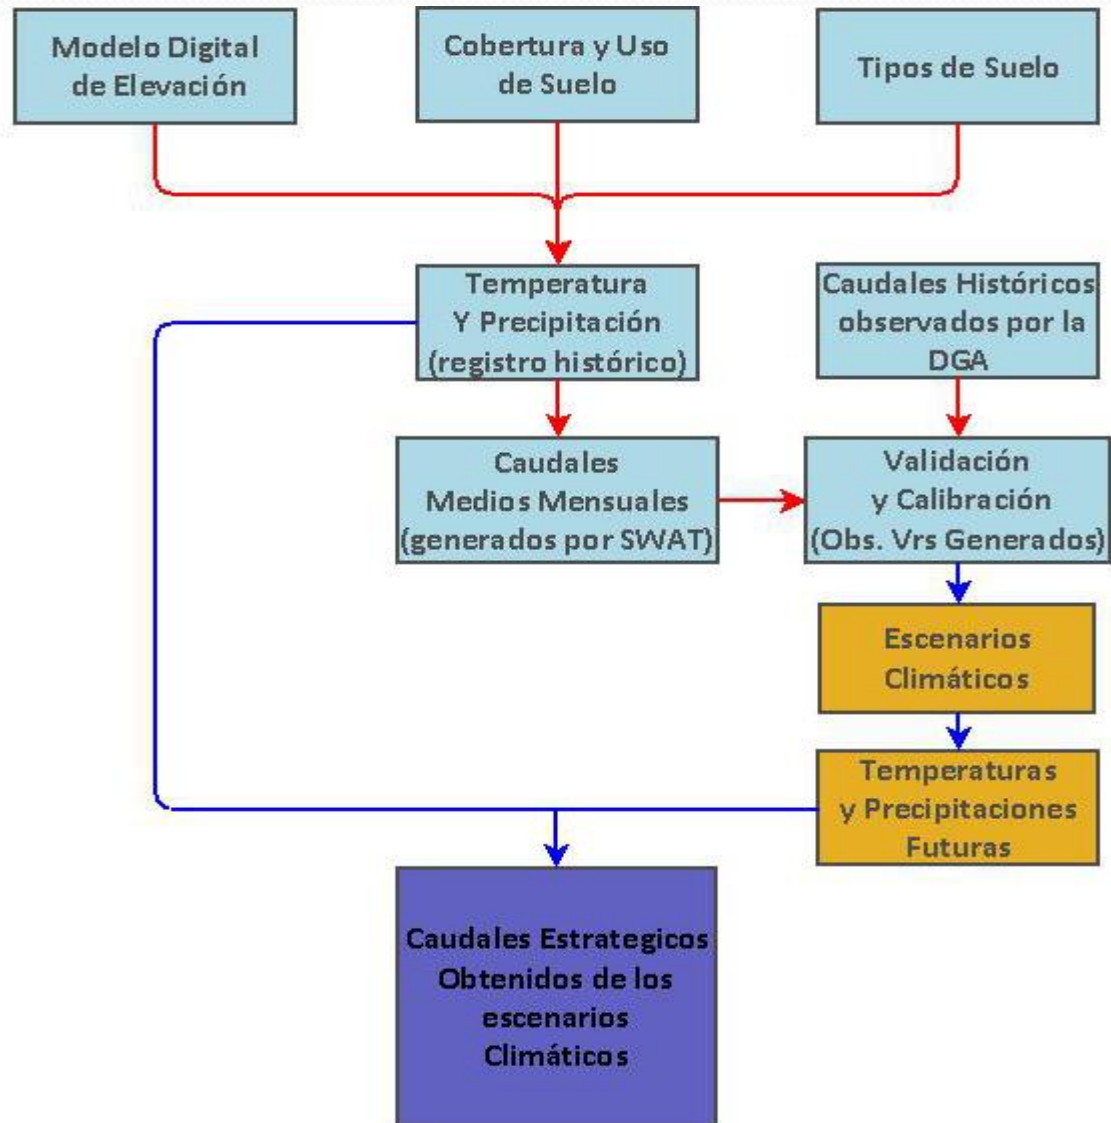 Modelo Digital
de Elevación
Cobertura y Uso
de Suelo
Tipos de Suelo
Temperatura
Y Precipitación
(registro histórico)
Caudales Históricos
observados por la
DGA
Caudales
Medios Mensuales
(generados por SWAT)
Validación
y Calibración
(Obs. Vrs Generados)
Escenarios
Climáticos
Temperaturas
y Precipitaciones
Futuras
Caudales Estrategicos
Obtenidos de los
escenarios
Climáticos